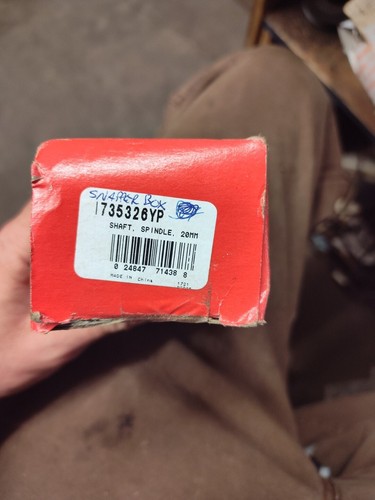 SNAPPER BOX
1735326YP
SHAFT, SPINDLE, 20MM
0 24847 71438 8
MADE IN CHINA